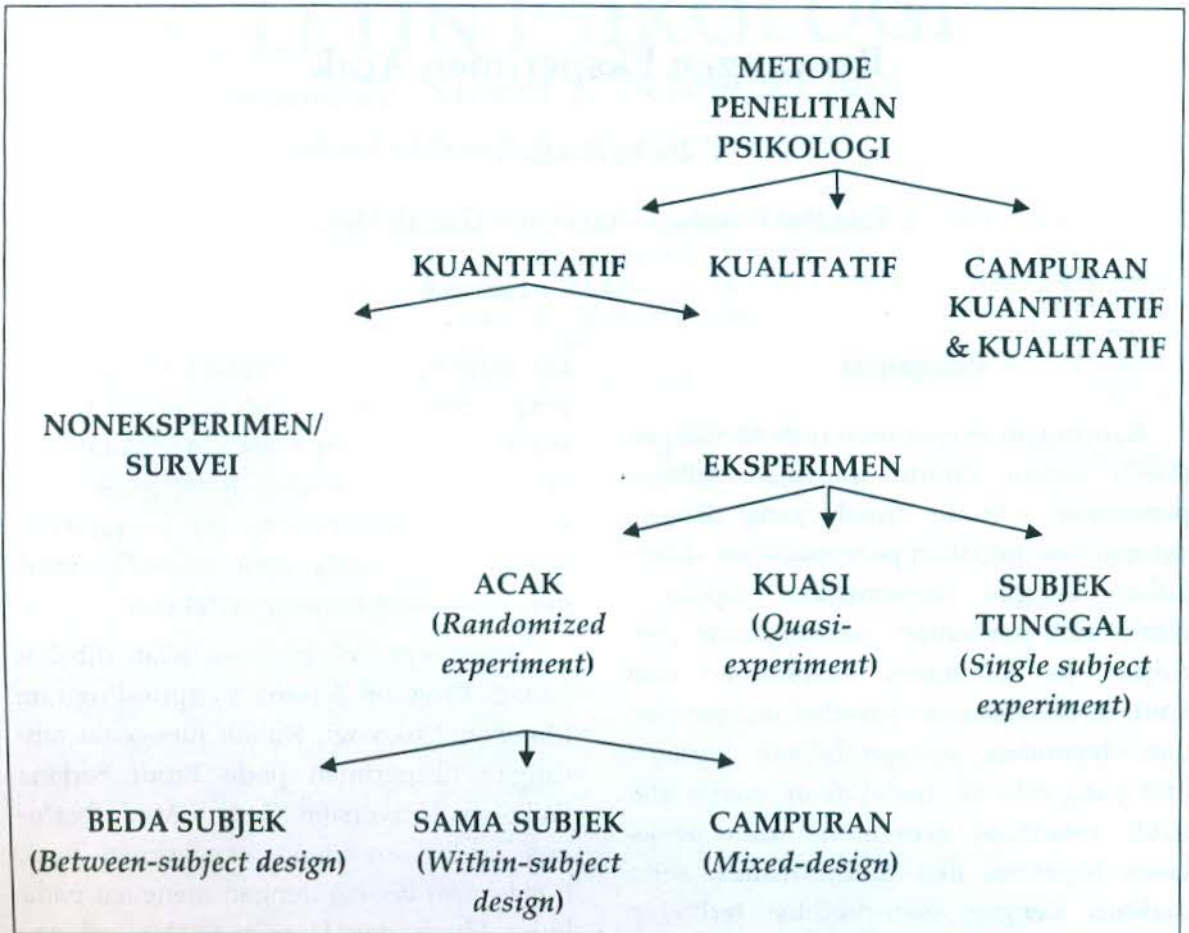 METODE
PENELITIAN
PSIKOLOGI
KUANTITATIF
KUALITATIF
CAMPURAN
KUANTITATIF
& KUALITATIF
NONEKSPERIMEN/
SURVEI
EKSPERIMEN
ACAK
(Randomized
experiment)
KUASI
(Quasi-
experiment)
SUBJEK
TUNGGAL
(Single subject
experiment)
BEDA SUBJEK
(Between-subject design)
SAMA SUBJEK
(Within-subject
design)
CAMPURAN
(Mixed-design)